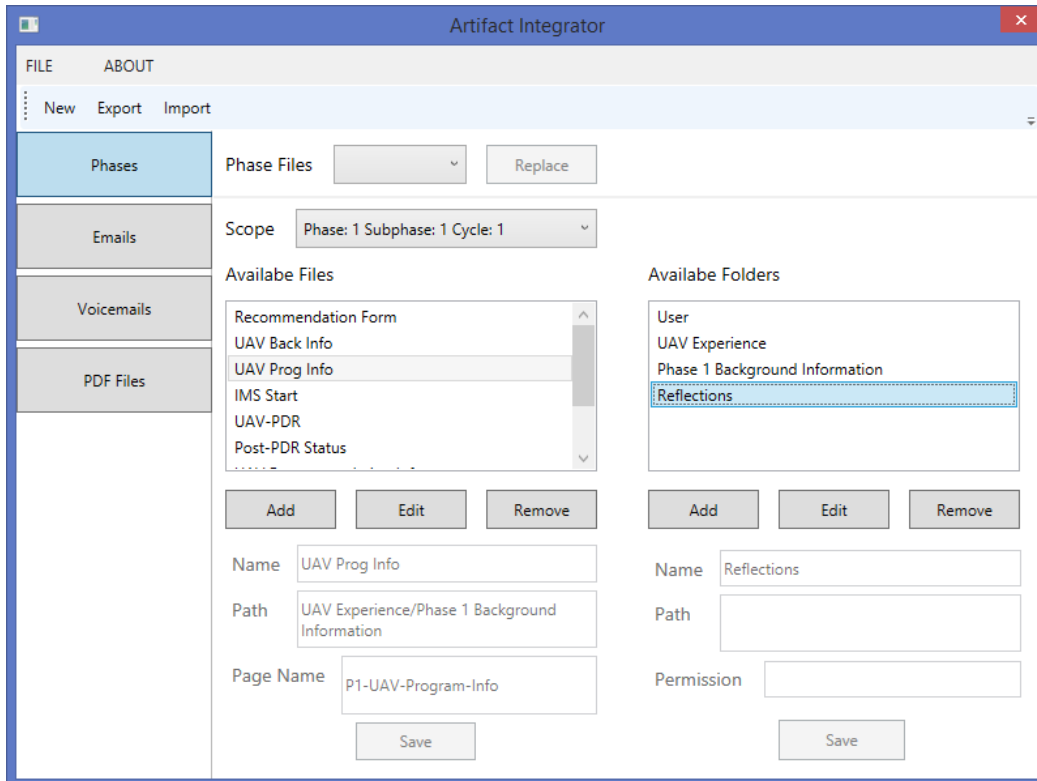 Artifact Integrator
FILE ABOUT
New Export Import
Phases
Emails
Voicemails
PDF Files
Phase Files
Replace
Scope
Phase: 1 Subphase: 1 Cycle: 1
Availabe Files
Recommendation Form
UAV Back Info
UAV Prog Info
IMS Start
UAV-PDR
Post-PDR Status
Add Edit Remove
Name UAV Prog Info
Path UAV Experience/Phase 1 Background
Information
Page Name P1-UAV-Program-Info
Save
Availabe Folders
User
UAV Experience
Phase 1 Background Information
Reflections
Add Edit Remove
Name Reflections
Path
Permission
Save